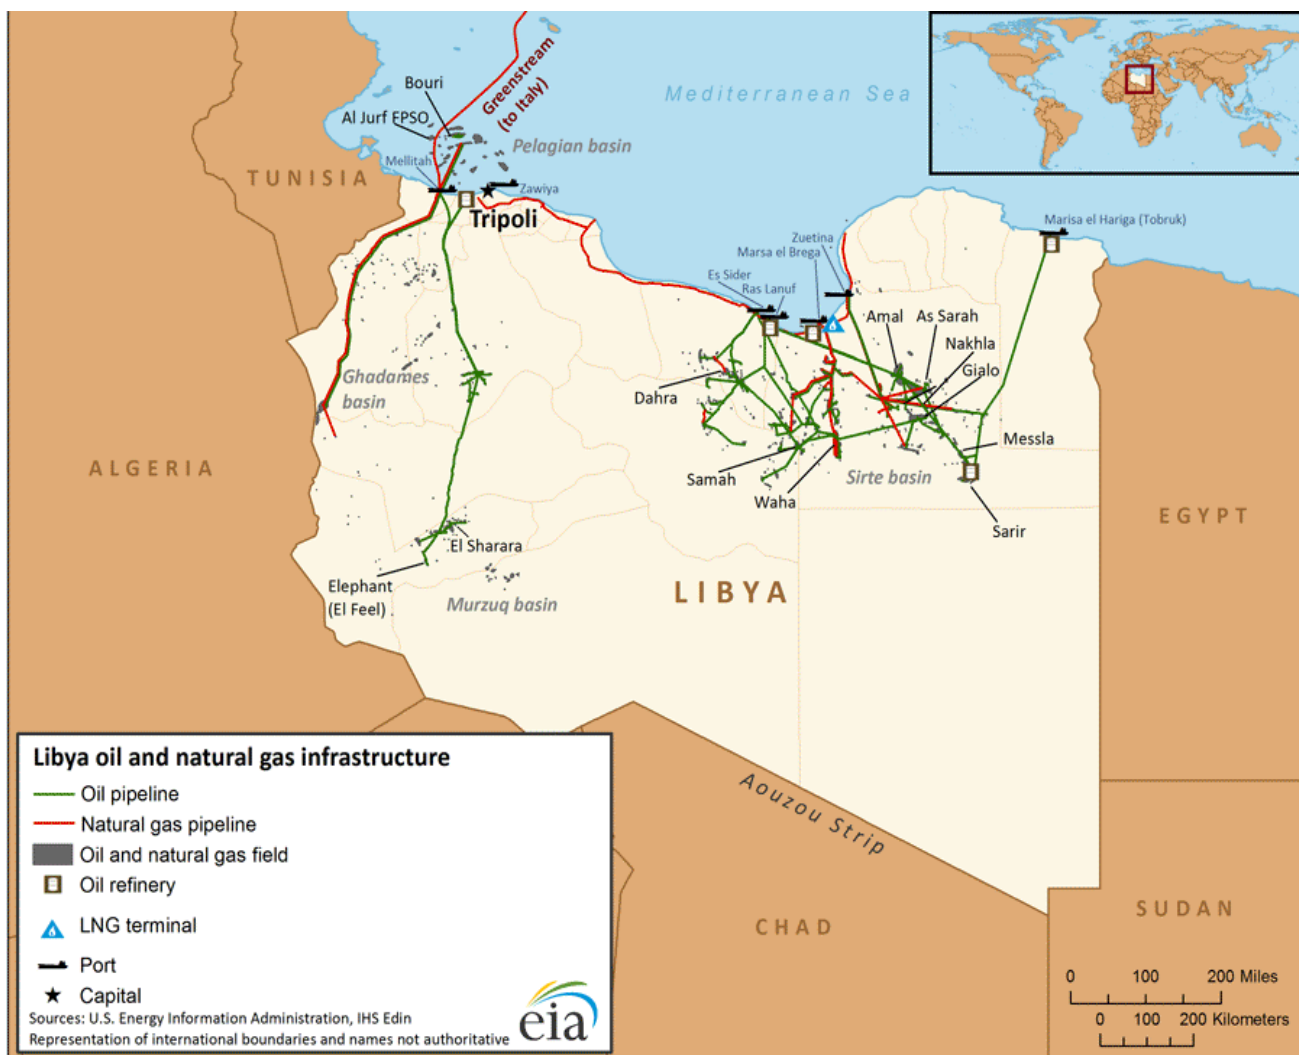 Bouri
Al Jurf FPSO
Greenstream
(to Italy)
Mediterranean Sea
Pelagian basin
Mellitah
TUNISIA
Zawiya
Tripoli
Marisa el Hariga (Tobruk)
Zuetina
Marsa el Brega
Es Sider
Ras Lanuf
Amal
As Sarah
Nakhla
Gialo
Ghadames
basin
Dahra
Messla
ALGERIA
Samah
Sirte basin
Waha
EGYPT
Sarir
El Sharara
Elephant
(El Feel)
Murzuq basin
LIBYA
Aouzou Strip
CHAD
SUDAN
Libya oil and natural gas infrastructure
Oil pipeline
Natural gas pipeline
Oil and natural gas field
Oil refinery
LNG terminal
Port
Capital
Sources: U.S. Energy Information Administration, IHS Edin
Representation of international boundaries and names not authoritative
eia
0 100 200 Miles
0 100 200 Kilometers